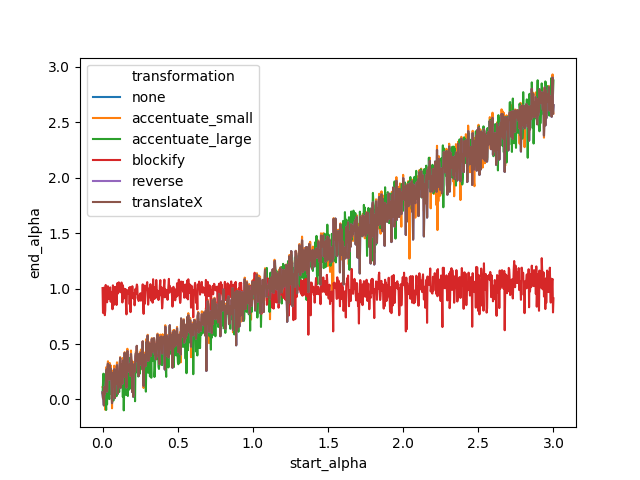 transformation
none
accentuate_small
accentuate_large
blockify
reverse
translateX
3.0
2.5
2.0
1.5
1.0
0.5
0.0
end_alpha
0.0 0.5 1.0 1.5 2.0 2.5 3.0
start_alpha